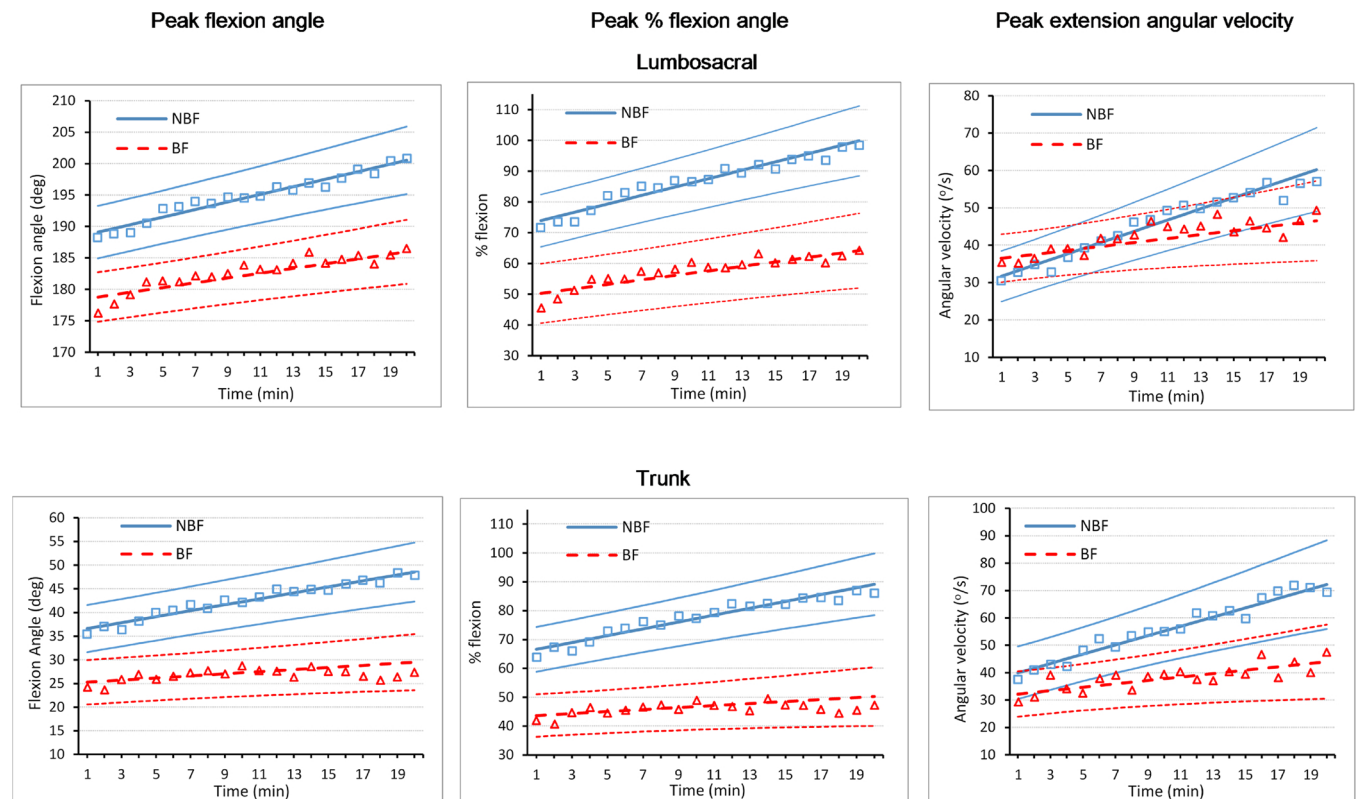 Peak flexion angle
Peak % flexion angle
Peak extension angular velocity
Lumbosacral
Flexion angle (deg)
210
205
200
195
190
185
180
175
170
NBF
BF
1 3 5 7 9 11 13 15 17 19
Time (min)
% flexion
110
100
90
80
70
60
50
40
30
NBF
BF
1 3 5 7 9 11 13 15 17 19
Time (min)
Angular velocity (°/s)
80
70
60
50
40
30
20
10
NBF
BF
1 3 5 7 9 11 13 15 17 19
Time (min)
Trunk
Flexion Angle (deg)
60
55
50
45
40
35
30
25
20
15
10
NBF
BF
1 3 5 7 9 11 13 15 17 19
Time (min)
% flexion
110
100
90
80
70
60
50
40
30
NBF
BF
1 3 5 7 9 11 13 15 17 19
Time (min)
Angular velocity (°/s)
100
90
80
70
60
50
40
30
20
10
NBF
BF
1 3 5 7 9 11 13 15 17 19
Time (min)